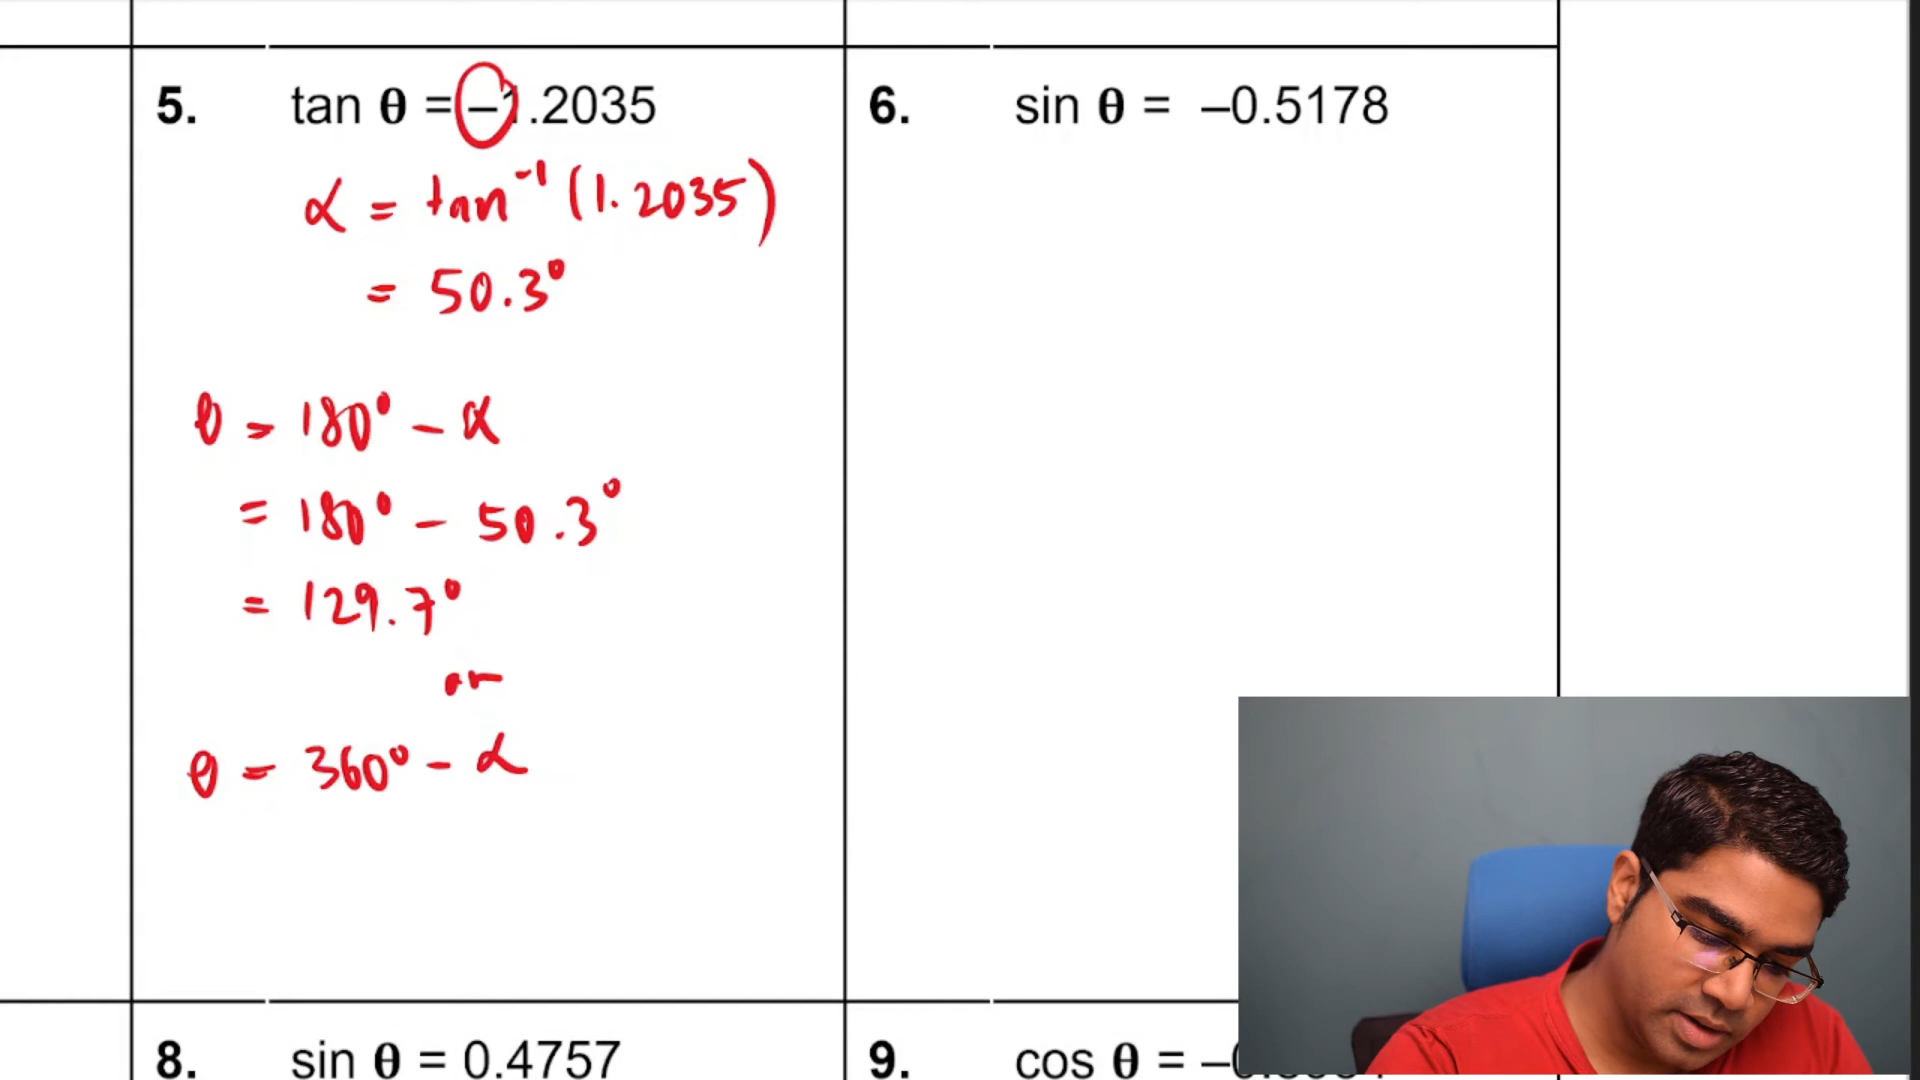 5. tan θ = –1.2035
α = tan⁻¹ (1.2035)
= 50.3°
θ = 180° – α
= 180° – 50.3°
= 129.7°
or
θ = 360° – α
6. sin θ = –0.5178
8. sin θ = 0.4757
9. cos θ = –